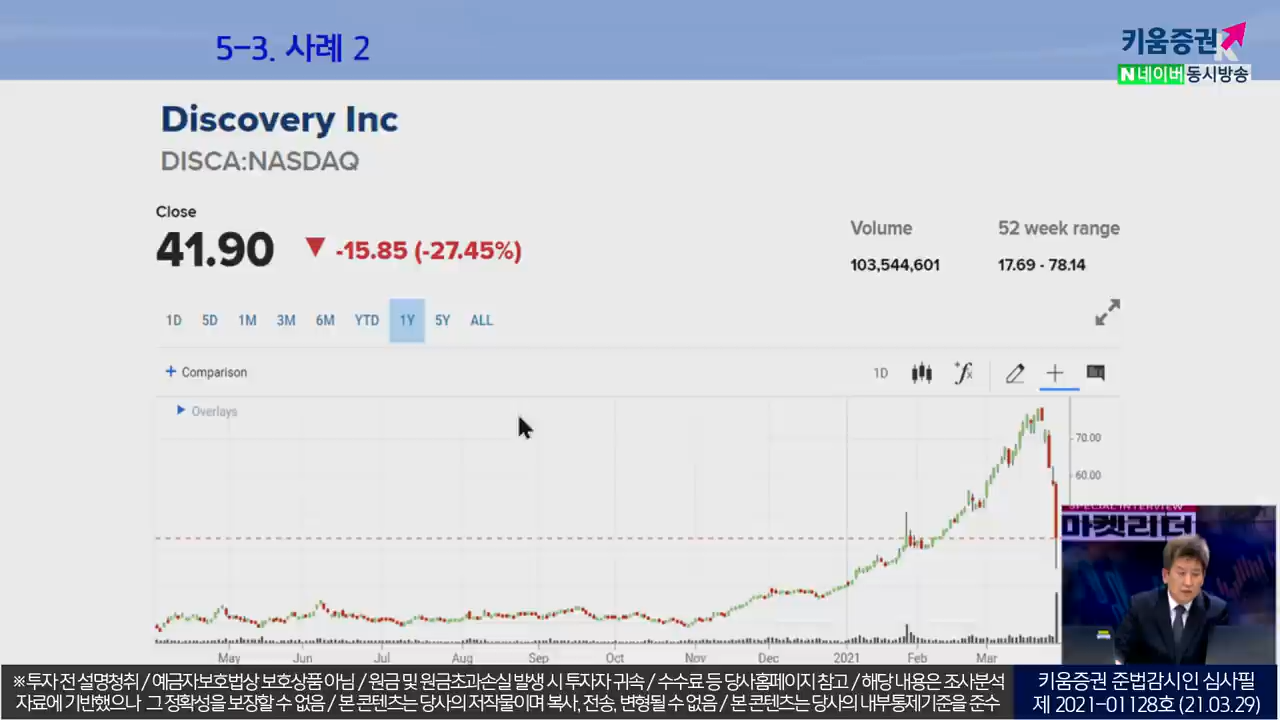 5-3. 사례 2
키움증권
N 네이버 동시방송
Discovery Inc
DISCA:NASDAQ
Close
41.90 ▼ -15.85 (-27.45%)
Volume
103,544,601
52 week range
17.69 - 78.14
1D 5D 1M 3M 6M YTD 1Y 5Y ALL
+ Comparison
1D
Overlays
70.00
60.00
May Jun Jul Aug Sep Oct Nov Dec 2021 Feb Mar
SPECIAL INTERVIEW
마켓리더
※ 투자 전 설명청취 / 예금자보호법상 보호상품 아님 / 원금 및 원금초과손실 발생 시 투자자 귀속 / 수수료 등 당사홈페이지 참고 / 해당 내용은 조사분석
자료에 기반했으나 그 정확성을 보장할 수 없음 / 본 콘텐츠는 당사의 저작물이며 복사, 전송, 변형될 수 없음 / 본 콘텐츠는 당사의 내부통제기준을 준수
키움증권 준법감시인 심사필
제 2021-01128호 (21.03.29)